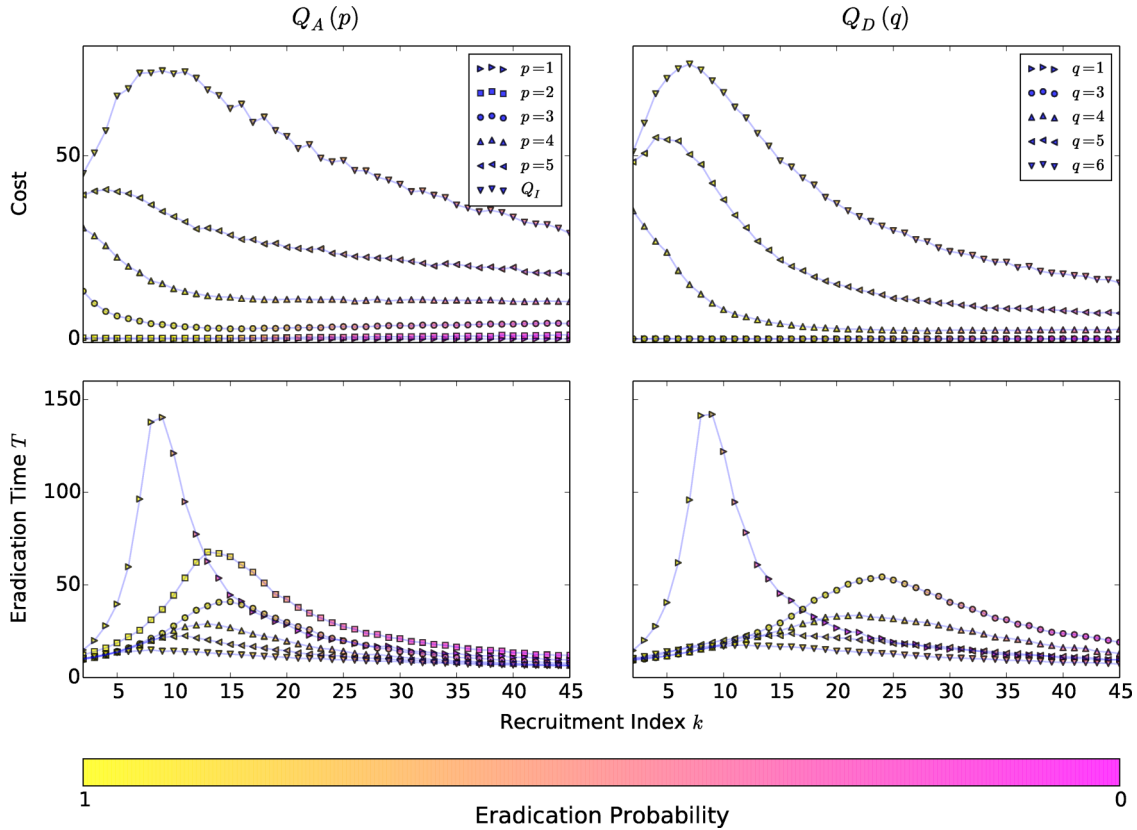 Q_A (p)
Q_D (q)
Cost
50
0
p=1
p=2
p=3
p=4
p=5
Q_I
q=1
q=3
q=4
q=5
q=6
Eradication Time T
150
100
50
0
5 10 15 20 25 30 35 40 45
5 10 15 20 25 30 35 40 45
Recruitment Index k
1 0
Eradication Probability